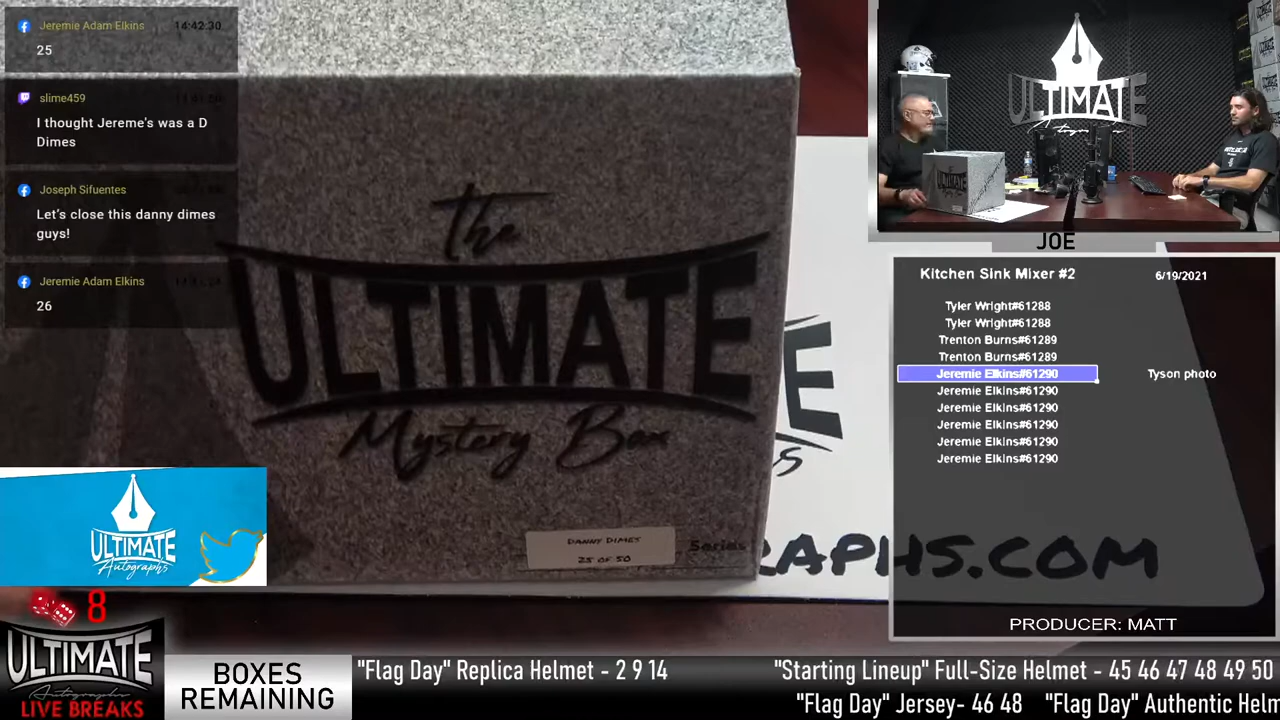 Jeremie Adam Elkins 14:42:30
25
slime459
I thought Jereme's was a D
Dimes
Joseph Sifuentes
Let's close this danny dimes
guys!
Jeremie Adam Elkins
26
the
ULTIMATE
Mystery Box
DANNY DIMES
25 OF 50
Series
GRAPHS.COM
ULTIMATE
Autographs
ULTIMATE
Autographs
JOE
Kitchen Sink Mixer #2 6/19/2021
Tyler Wright#61288
Tyler Wright#61288
Trenton Burns#61289
Trenton Burns#61289
Jeremie Elkins#61290 Tyson photo
Jeremie Elkins#61290
Jeremie Elkins#61290
Jeremie Elkins#61290
Jeremie Elkins#61290
Jeremie Elkins#61290
PRODUCER: MATT
8
ULTIMATE
Autographs
LIVE BREAKS
BOXES
REMAINING
"Flag Day" Replica Helmet - 2 9 14 "Starting Lineup" Full-Size Helmet - 45 46 47 48 49 50
"Flag Day" Jersey- 46 48 "Flag Day" Authentic Helm